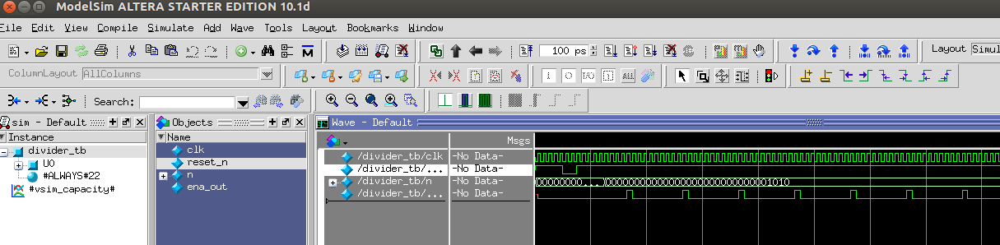 ModelSim ALTERA STARTER EDITION 10.1d
File Edit View Compile Simulate Add Wave Tools Layout Bookmarks Window
100 ps
Layout Simul
ColumnLayout AllColumns
ALL
Search:
sim - Default
Objects
Wave - Default
Instance
Name
Msgs
divider_tb
U0
#ALWAYS#22
#vsim_capacity#
clk
reset_n
n
ena_out
/divider_tb/clk -No Data-
/divider_tb/... -No Data-
/divider_tb/n -No Data-
/divider_tb/... -No Data-
00000000... 00000000000000000000000000001010